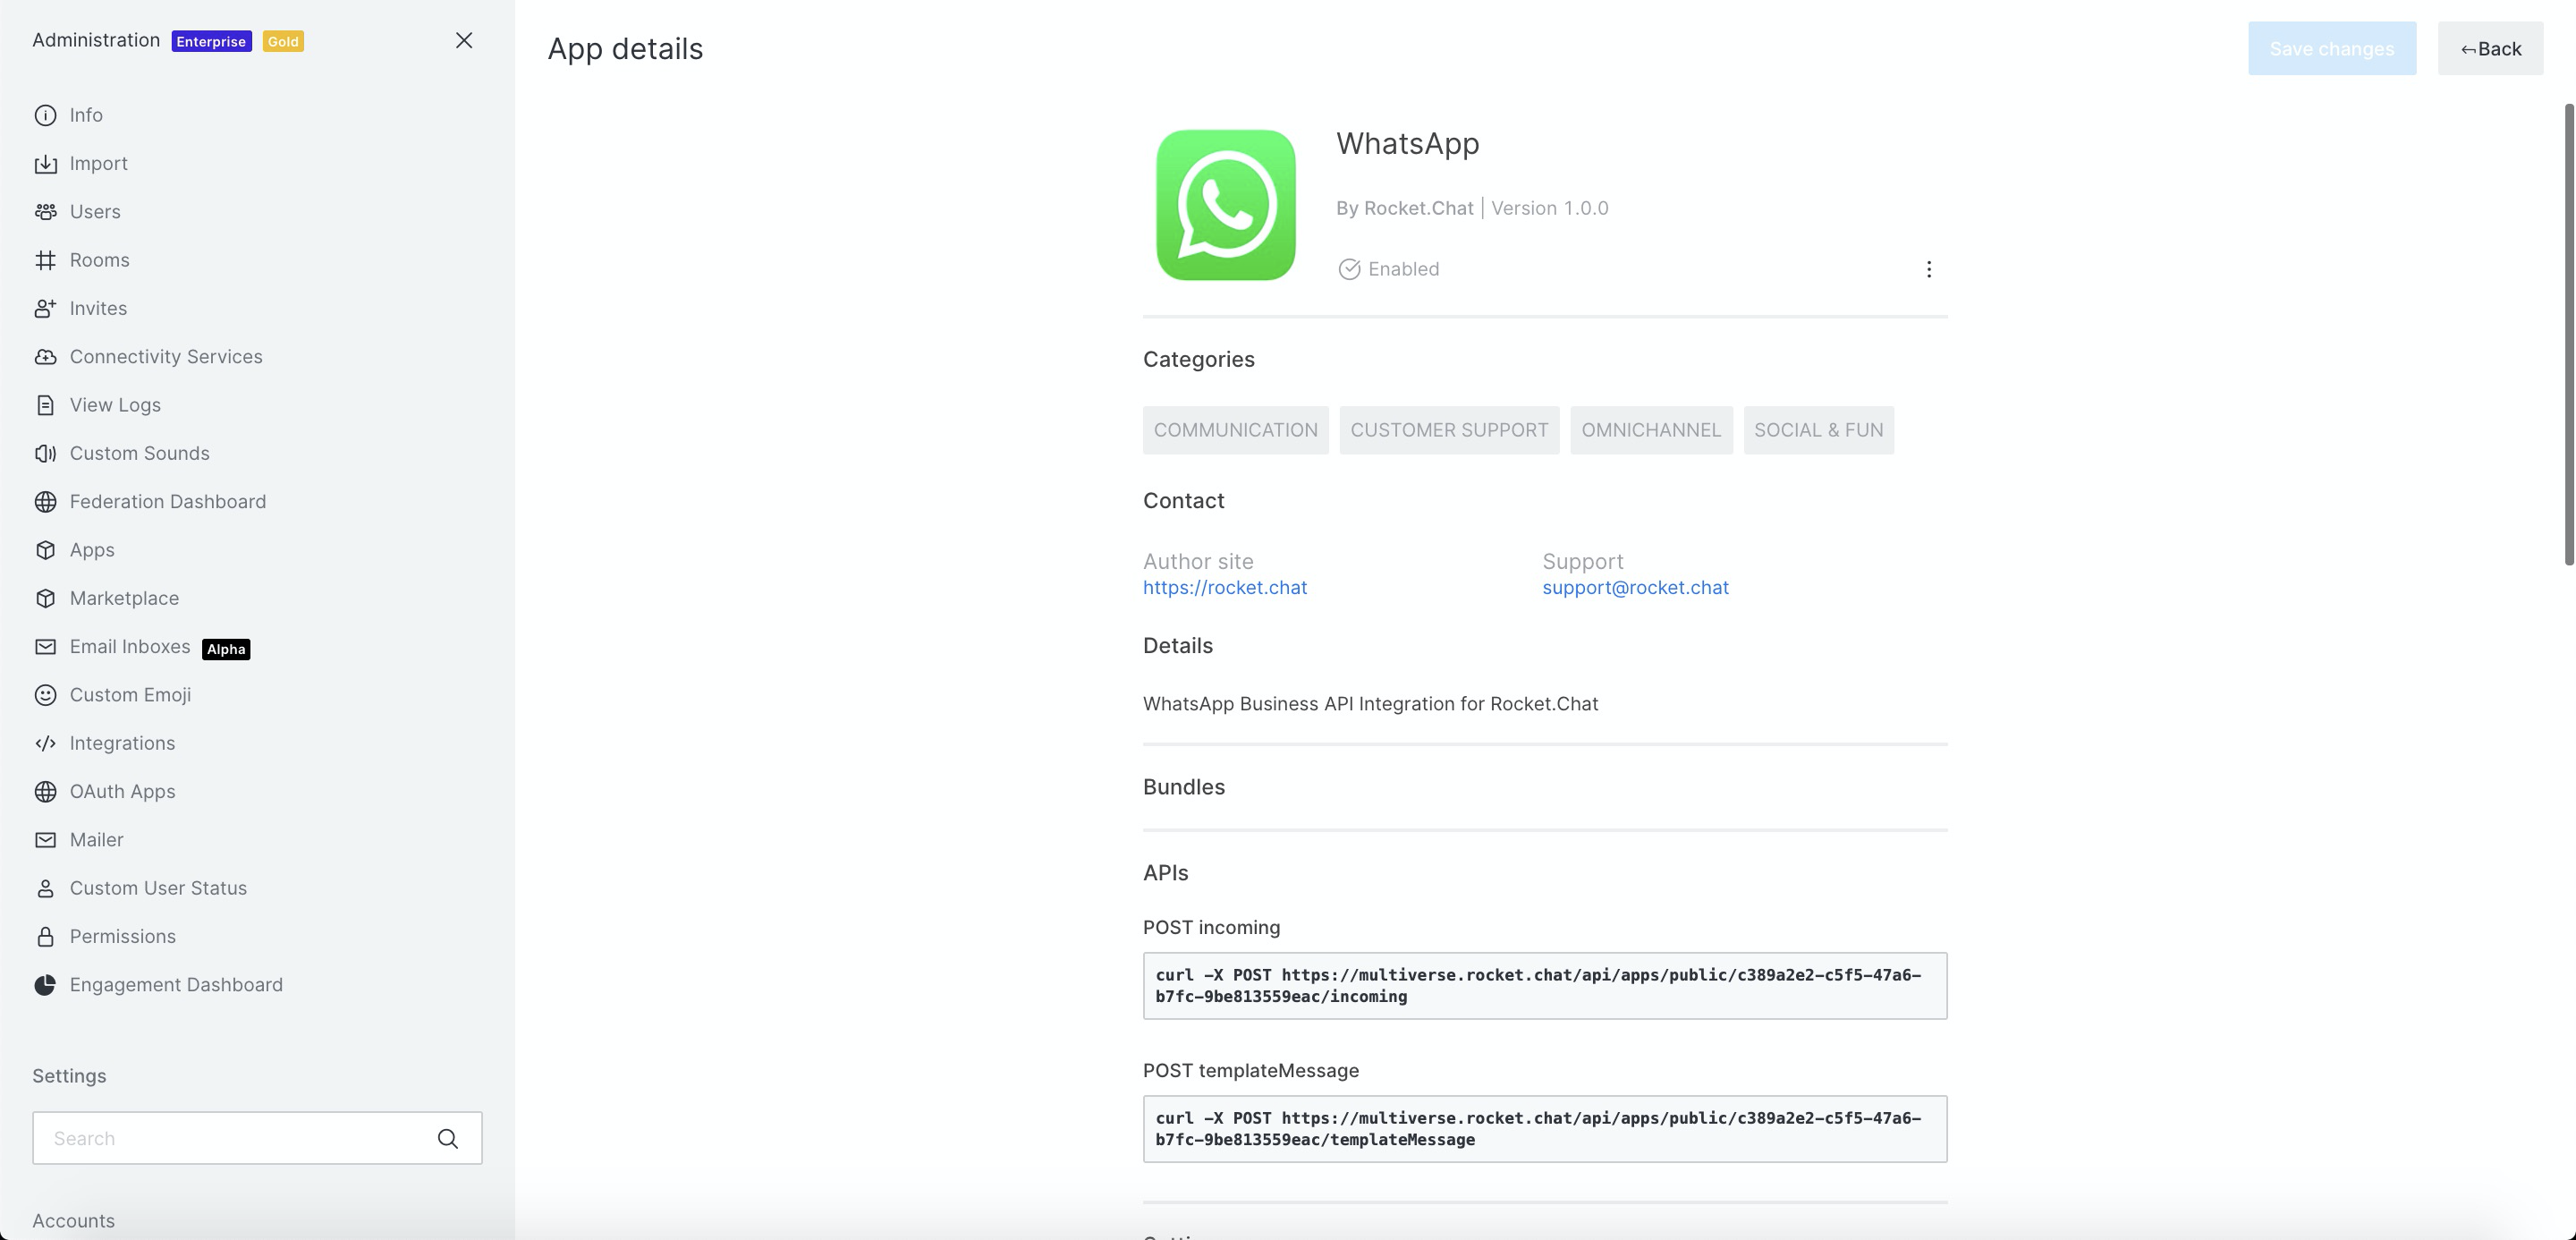 Administration Enterprise Gold
Info
Import
Users
Rooms
Invites
Connectivity Services
View Logs
Custom Sounds
Federation Dashboard
Apps
Marketplace
Email Inboxes Alpha
Custom Emoji
Integrations
OAuth Apps
Mailer
Custom User Status
Permissions
Engagement Dashboard
Settings
Search
Accounts
App details
Save changes
Back
WhatsApp
By Rocket.Chat | Version 1.0.0
Enabled
Categories
COMMUNICATION CUSTOMER SUPPORT OMNICHANNEL SOCIAL & FUN
Contact
Author site
https://rocket.chat
Support
support@rocket.chat
Details
WhatsApp Business API Integration for Rocket.Chat
Bundles
APIs
POST incoming
curl -X POST https://multiverse.rocket.chat/api/apps/public/c389a2e2-c5f5-47a6-
b7fc-9be813559eac/incoming
POST templateMessage
curl -X POST https://multiverse.rocket.chat/api/apps/public/c389a2e2-c5f5-47a6-
b7fc-9be813559eac/templateMessage